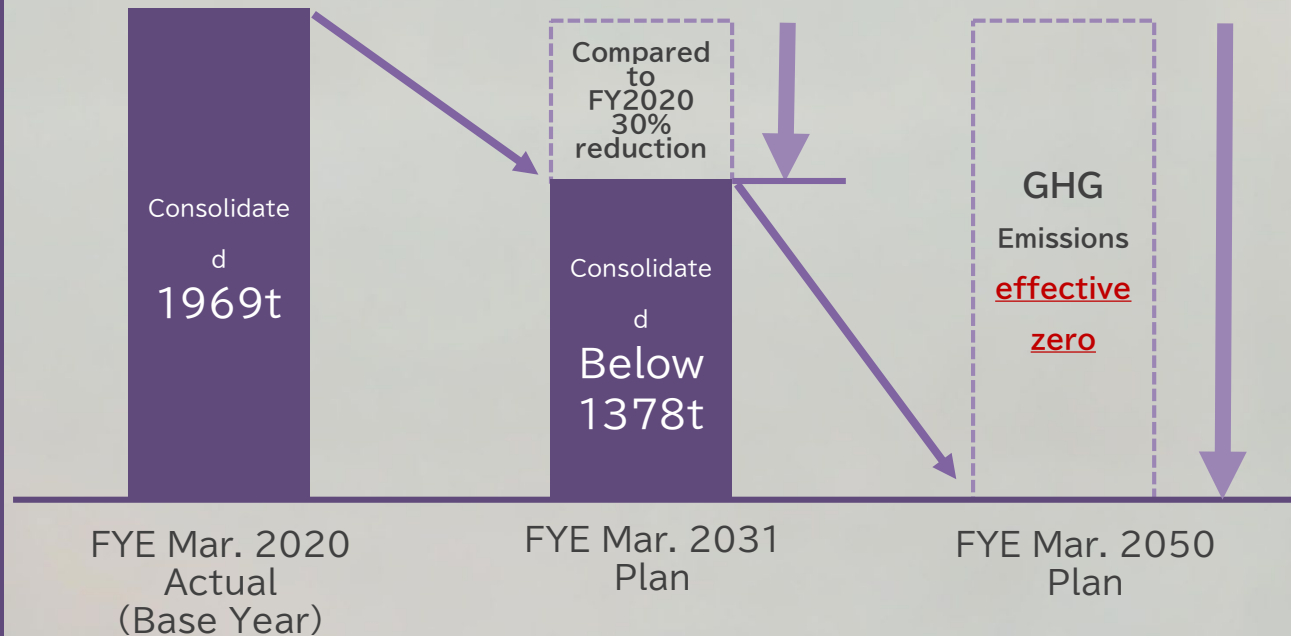 Consolidate
d
1969t
Compared
to
FY2020
30%
reduction
Consolidate
d
Below
1378t
GHG
Emissions
effective
zero
FYE Mar. 2020
Actual
(Base Year)
FYE Mar. 2031
Plan
FYE Mar. 2050
Plan